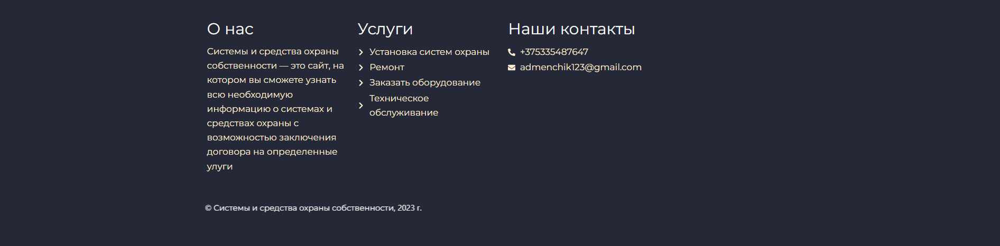 О нас
Системы и средства охраны
собственности — это сайт, на
котором вы сможете узнать
всю необходимую
информацию о системах и
средствах охраны с
возможностью заключения
договора на определенные
улуги
Услуги
Установка систем охраны
Ремонт
Заказать оборудование
Техническое
обслуживание
Наши контакты
+375335487647
admenchik123@gmail.com
© Системы и средства охраны собственности, 2023 г.